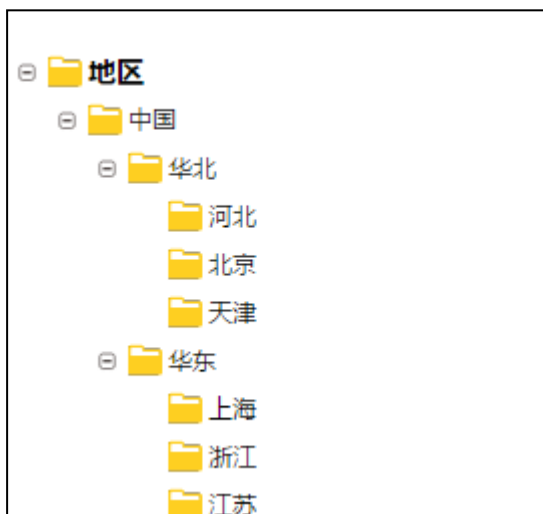 地区
中国
华北
河北
北京
天津
华东
上海
浙江
江苏